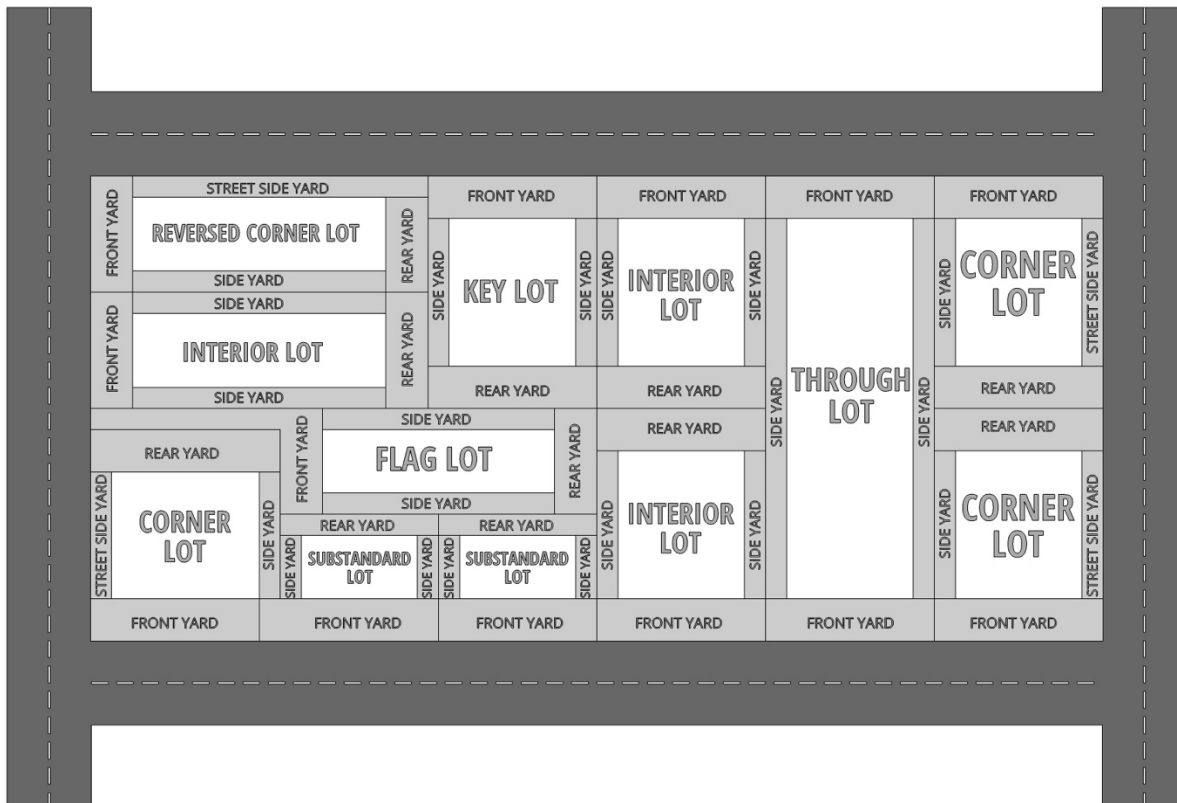 STREET SIDE YARD
FRONT YARD
REVERSED CORNER LOT
REAR YARD
SIDE YARD
FRONT YARD
SIDE YARD
KEY LOT
SIDE YARD
REAR YARD
FRONT YARD
SIDE YARD
INTERIOR
LOT
SIDE YARD
REAR YARD
FRONT YARD
SIDE YARD
THROUGH
LOT
SIDE YARD
FRONT YARD
FRONT YARD
SIDE YARD
CORNER
LOT
STREET SIDE YARD
REAR YARD
FRONT YARD
SIDE YARD
INTERIOR LOT
REAR YARD
SIDE YARD
REAR YARD
STREET SIDE YARD
CORNER
LOT
SIDE YARD
FRONT YARD
FRONT YARD
SIDE YARD
FLAG LOT
REAR YARD
SIDE YARD
REAR YARD
SIDE YARD
SUBSTANDARD
LOT
SIDE YARD
FRONT YARD
REAR YARD
SIDE YARD
SUBSTANDARD
LOT
SIDE YARD
FRONT YARD
REAR YARD
SIDE YARD
INTERIOR
LOT
SIDE YARD
FRONT YARD
REAR YARD
SIDE YARD
CORNER
LOT
STREET SIDE YARD
FRONT YARD